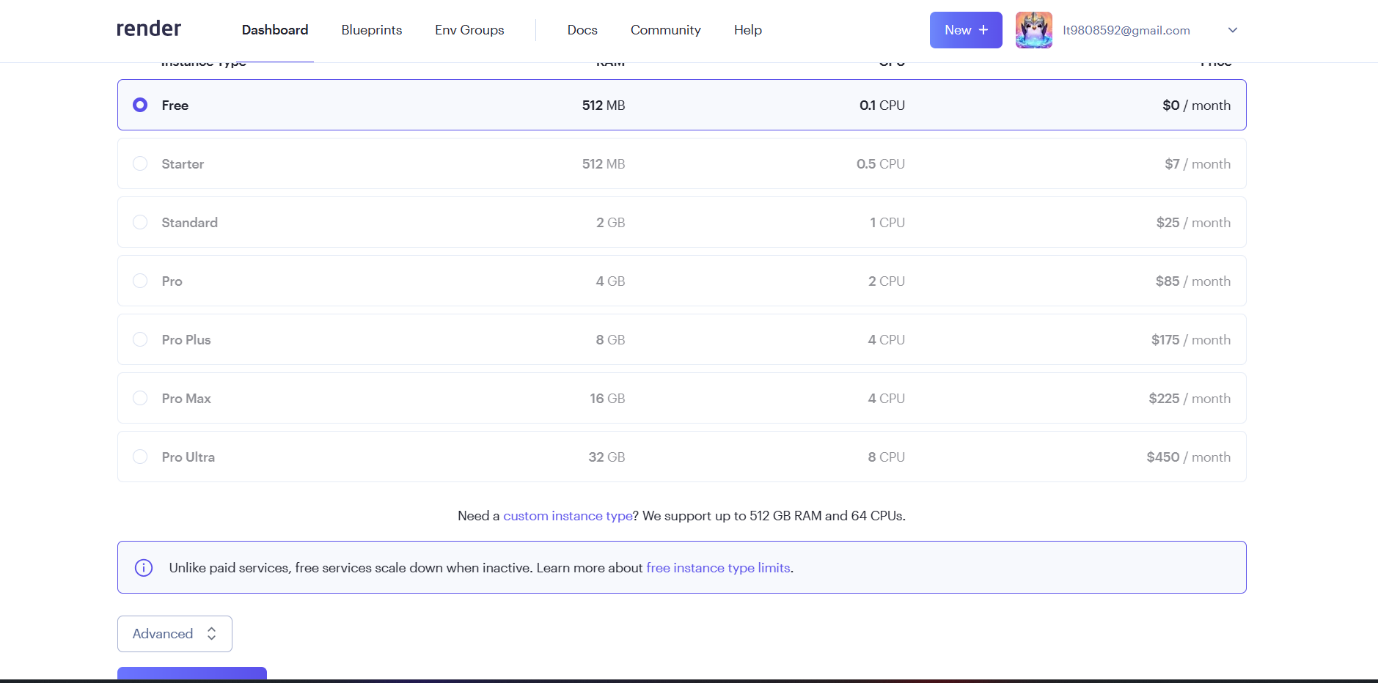 render Dashboard Blueprints Env Groups Docs Community Help New + lt9808592@gmail.com
Instance Type RAM CPU Price
Free 512 MB 0.1 CPU $0 / month
Starter 512 MB 0.5 CPU $7 / month
Standard 2 GB 1 CPU $25 / month
Pro 4 GB 2 CPU $85 / month
Pro Plus 8 GB 4 CPU $175 / month
Pro Max 16 GB 4 CPU $225 / month
Pro Ultra 32 GB 8 CPU $450 / month
Need a custom instance type? We support up to 512 GB RAM and 64 CPUs.
Unlike paid services, free services scale down when inactive. Learn more about free instance type limits.
Advanced